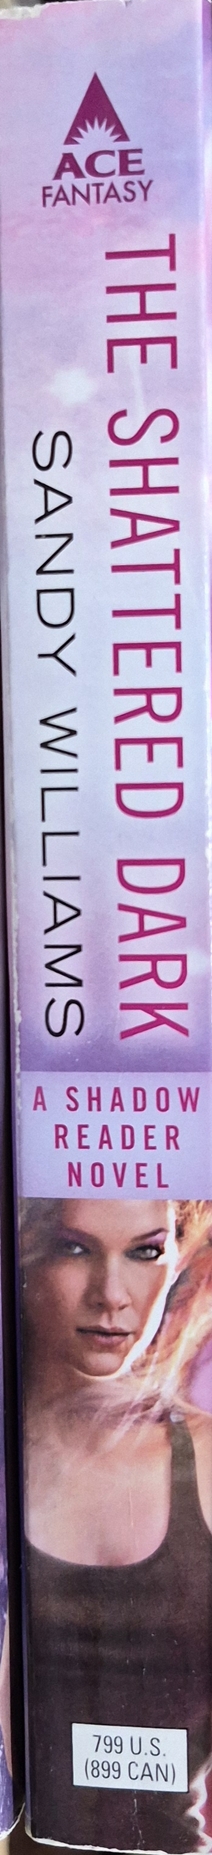 ACE
FANTASY
THE SHATTERED DARK
SANDY WILLIAMS
A SHADOW
READER
NOVEL
799 U.S.
(899 CAN)